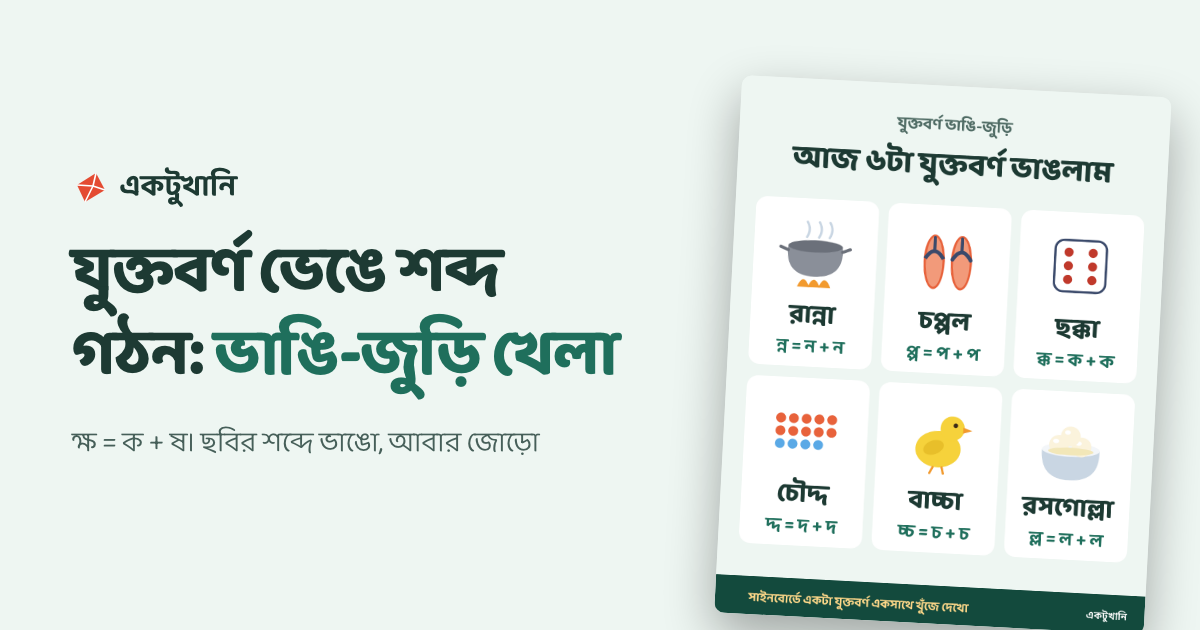 একটুখানি
যুক্তবর্ণ ভেঙে শব্দ
গঠন: ভাঙি-জুড়ি খেলা
ক্ষ = ক + ষ। ছবির শব্দে ভাঙো, আবার জোড়ো
যুক্তবর্ণ ভাঙি-জুড়ি
আজ ৬টা যুক্তবর্ণ ভাঙলাম
রান্না
ন্ন = ন + ন
চপ্পল
প্প = প + প
ছক্কা
ক্ক = ক + ক
চৌদ্দ
দ্দ = দ + দ
বাচ্চা
চ্চ = চ + চ
রসগোল্লা
ল্ল = ল + ল
সাইনবোর্ডে একটা যুক্তবর্ণ একসাথে খুঁজে দেখো
একটুখানি